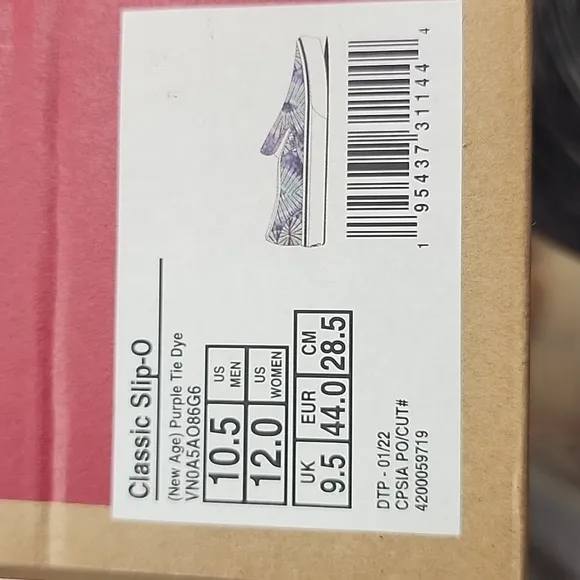 Classic Slip-O
(New Age) Purple Tie Dye
VN0A5AO86G6
10.5 US MEN
12.0 US WOMEN
UK EUR CM
9.5 44.0 28.5
DTP - 01/22
CPSIA PO/CUT#
4200059719
1 95437 31144 4